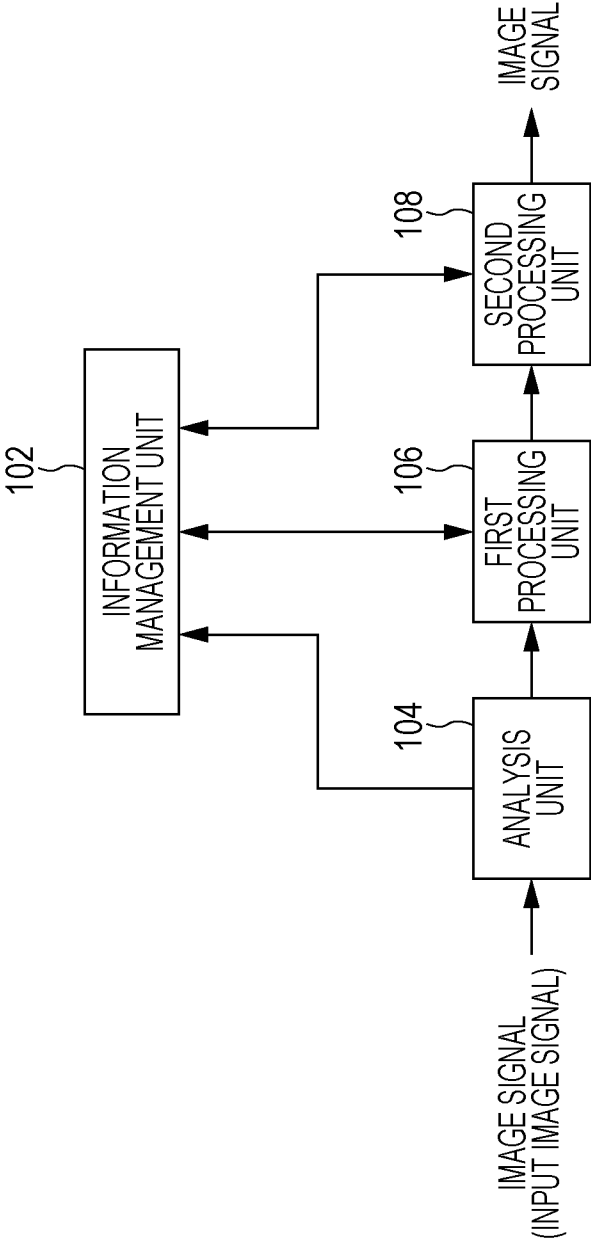 102
INFORMATION
MANAGEMENT UNIT
IMAGE SIGNAL
(INPUT IMAGE SIGNAL)
104
ANALYSIS
UNIT
106
FIRST
PROCESSING
UNIT
108
SECOND
PROCESSING
UNIT
IMAGE
SIGNAL